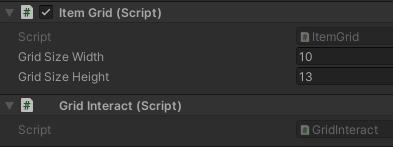 # Item Grid (Script)
Script # ItemGrid
Grid Size Width 10
Grid Size Height 13
# Grid Interact (Script)
Script # GridInteract